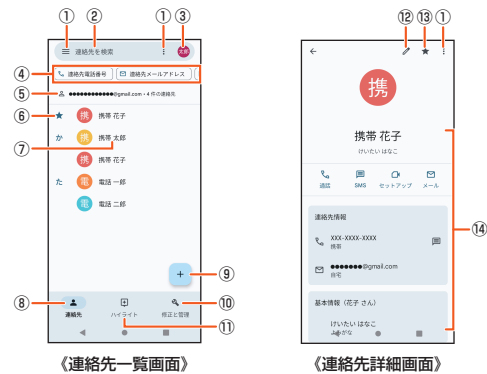 ① ② ① ③
連絡先を検索 太郎
④ 連絡先電話番号 連絡先メールアドレス
⑤ ●●●●●●●●●●●●@gmail.com・4 件の連絡先
⑥ ★ 携 携帯 花子
⑦ か 携 携帯 太郎
携 携帯 花子
た 電 電話 一郎
電 電話 二郎
+ ⑨
⑧ 連絡先 ハイライト 修正と管理 ⑩
⑪
《連絡先一覧画面》
⑫ ⑬ ①
携
携帯 花子
けいたい はなこ
通話 SMS セットアップ メール
⑭
連絡先情報
XXX-XXXX-XXXX
携帯
●●●●●●●@gmail.com
自宅
基本情報（花子 さん）
けいたい はなこ
ふりがな
《連絡先詳細画面》